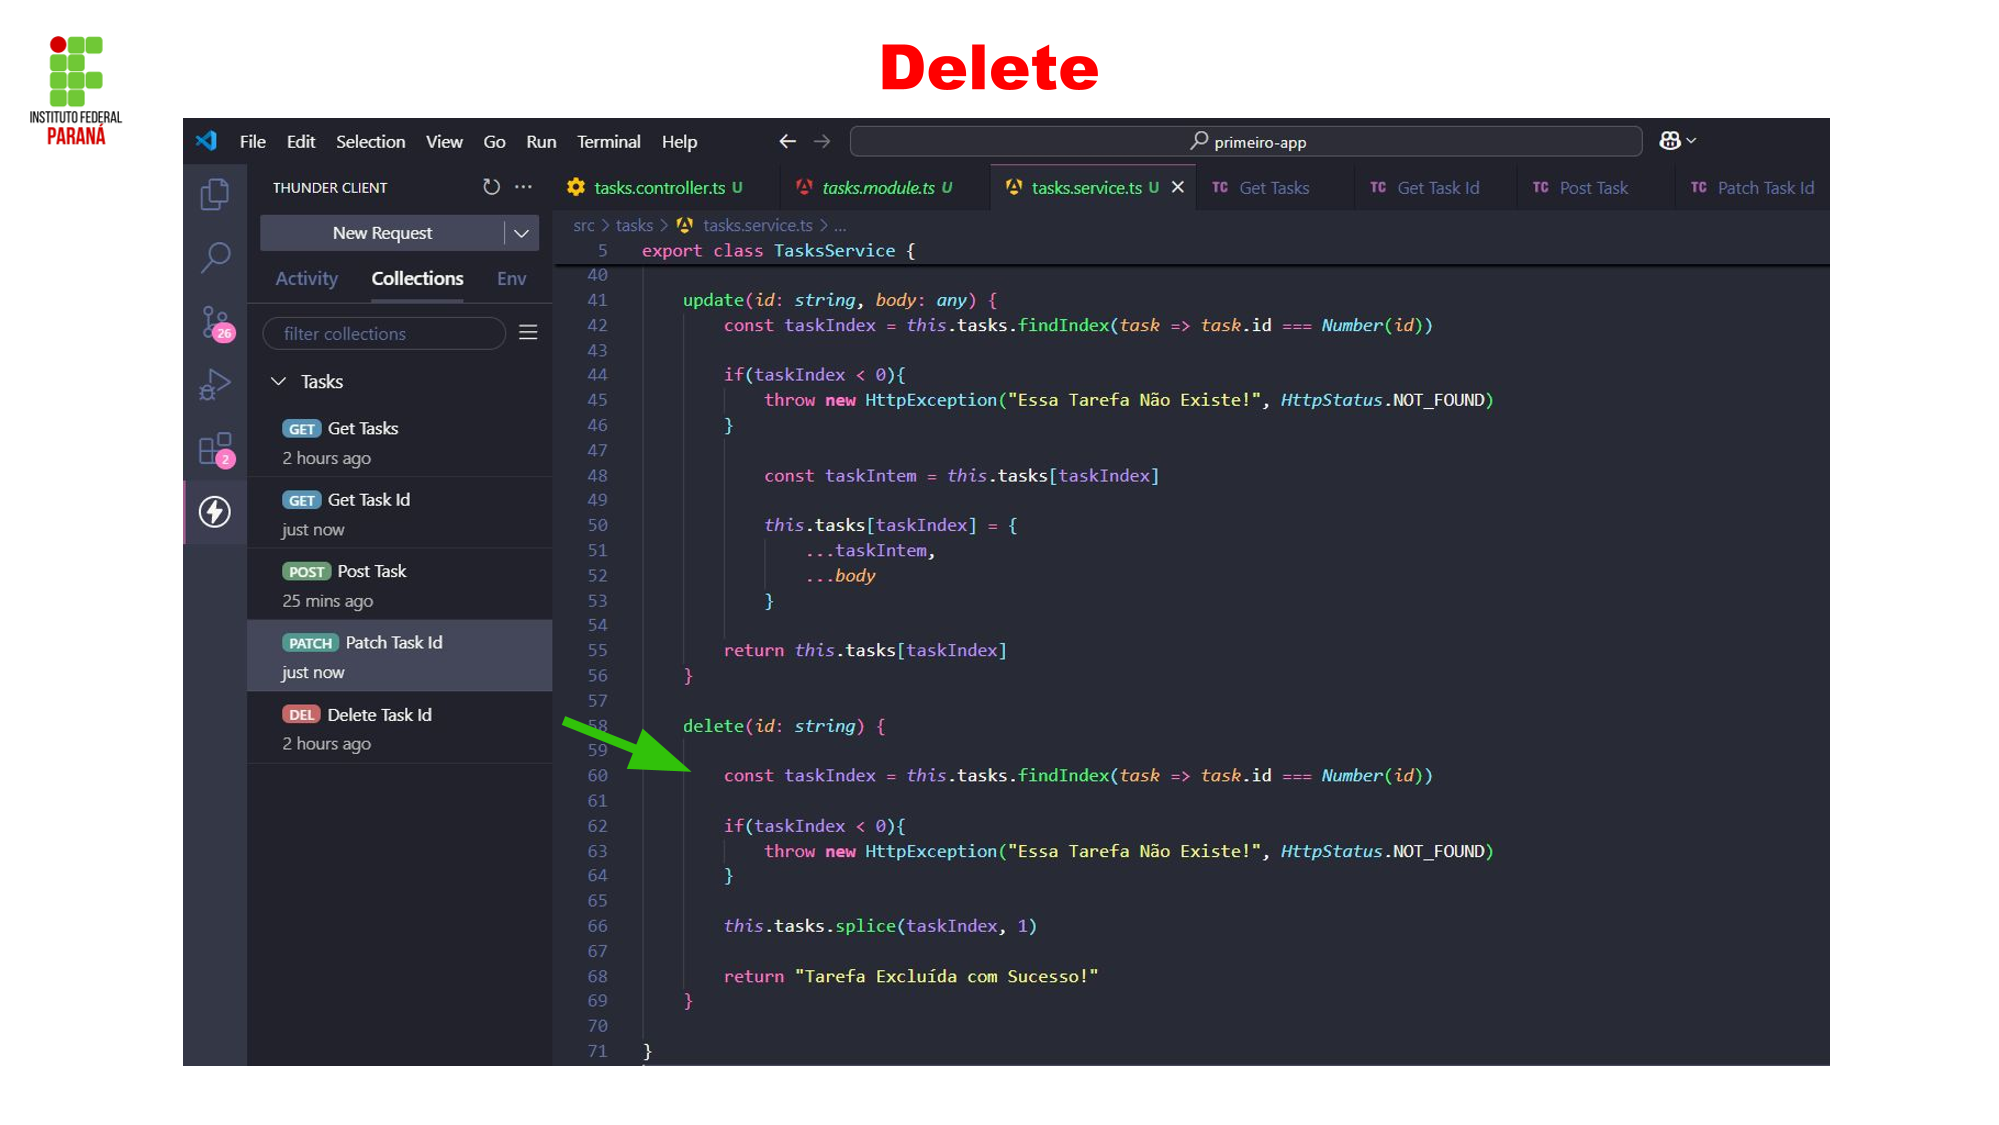 INSTITUTO FEDERAL
PARANÁ
Delete
File Edit Selection View Go Run Terminal Help
primeiro-app
THUNDER CLIENT
New Request
Activity Collections Env
filter collections
Tasks
GET Get Tasks
2 hours ago
GET Get Task Id
just now
POST Post Task
25 mins ago
PATCH Patch Task Id
just now
DEL Delete Task Id
2 hours ago
26
2
tasks.controller.ts U tasks.module.ts U tasks.service.ts U TC Get Tasks TC Get Task Id TC Post Task TC Patch Task Id
src > tasks > tasks.service.ts > ...
5 export class TasksService {
40
41 update(id: string, body: any) {
42 const taskIndex = this.tasks.findIndex(task => task.id === Number(id))
43
44 if(taskIndex < 0){
45 throw new HttpException("Essa Tarefa Não Existe!", HttpStatus.NOT_FOUND)
46 }
47
48 const taskIntem = this.tasks[taskIndex]
49
50 this.tasks[taskIndex] = {
51 ...taskIntem,
52 ...body
53 }
54
55 return this.tasks[taskIndex]
56 }
57
58 delete(id: string) {
59
60 const taskIndex = this.tasks.findIndex(task => task.id === Number(id))
61
62 if(taskIndex < 0){
63 throw new HttpException("Essa Tarefa Não Existe!", HttpStatus.NOT_FOUND)
64 }
65
66 this.tasks.splice(taskIndex, 1)
67
68 return "Tarefa Excluída com Sucesso!"
69 }
70
71 }